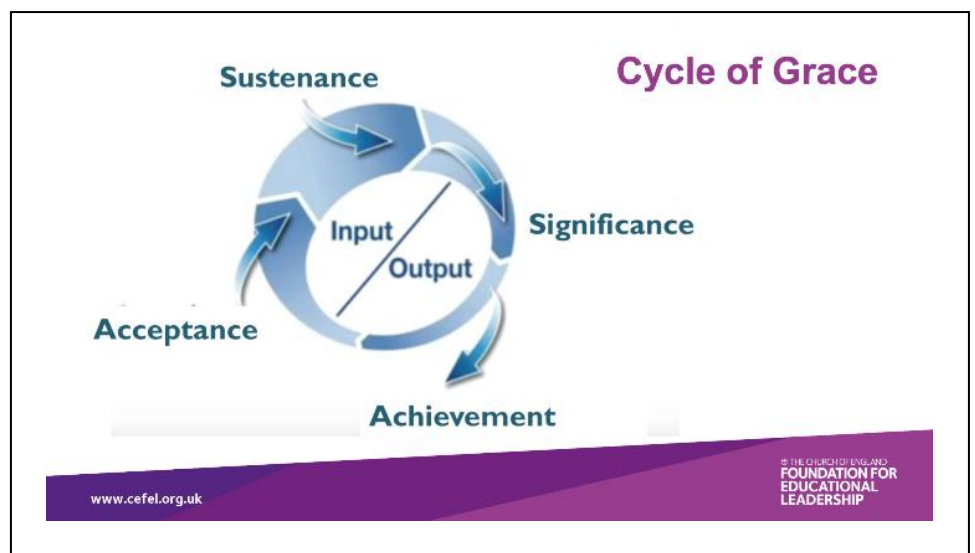 Cycle of Grace
Sustenance
Significance
Input
Output
Acceptance
Achievement
www.cefel.org.uk
THE CHURCH OF ENGLAND
FOUNDATION FOR
EDUCATIONAL
LEADERSHIP